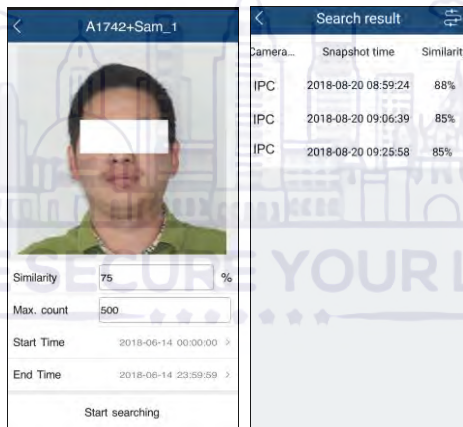 A1742+Sam_1
Similarity 75 %
Max. count 500
Start Time 2018-06-14 00:00:00 >
End Time 2018-06-14 23:59:59 >
Start searching
Search result
Camera... Snapshot time Similarit
IPC 2018-08-20 08:59:24 88%
IPC 2018-08-20 09:06:39 85%
IPC 2018-08-20 09:25:58 85%
SECURE YOUR L